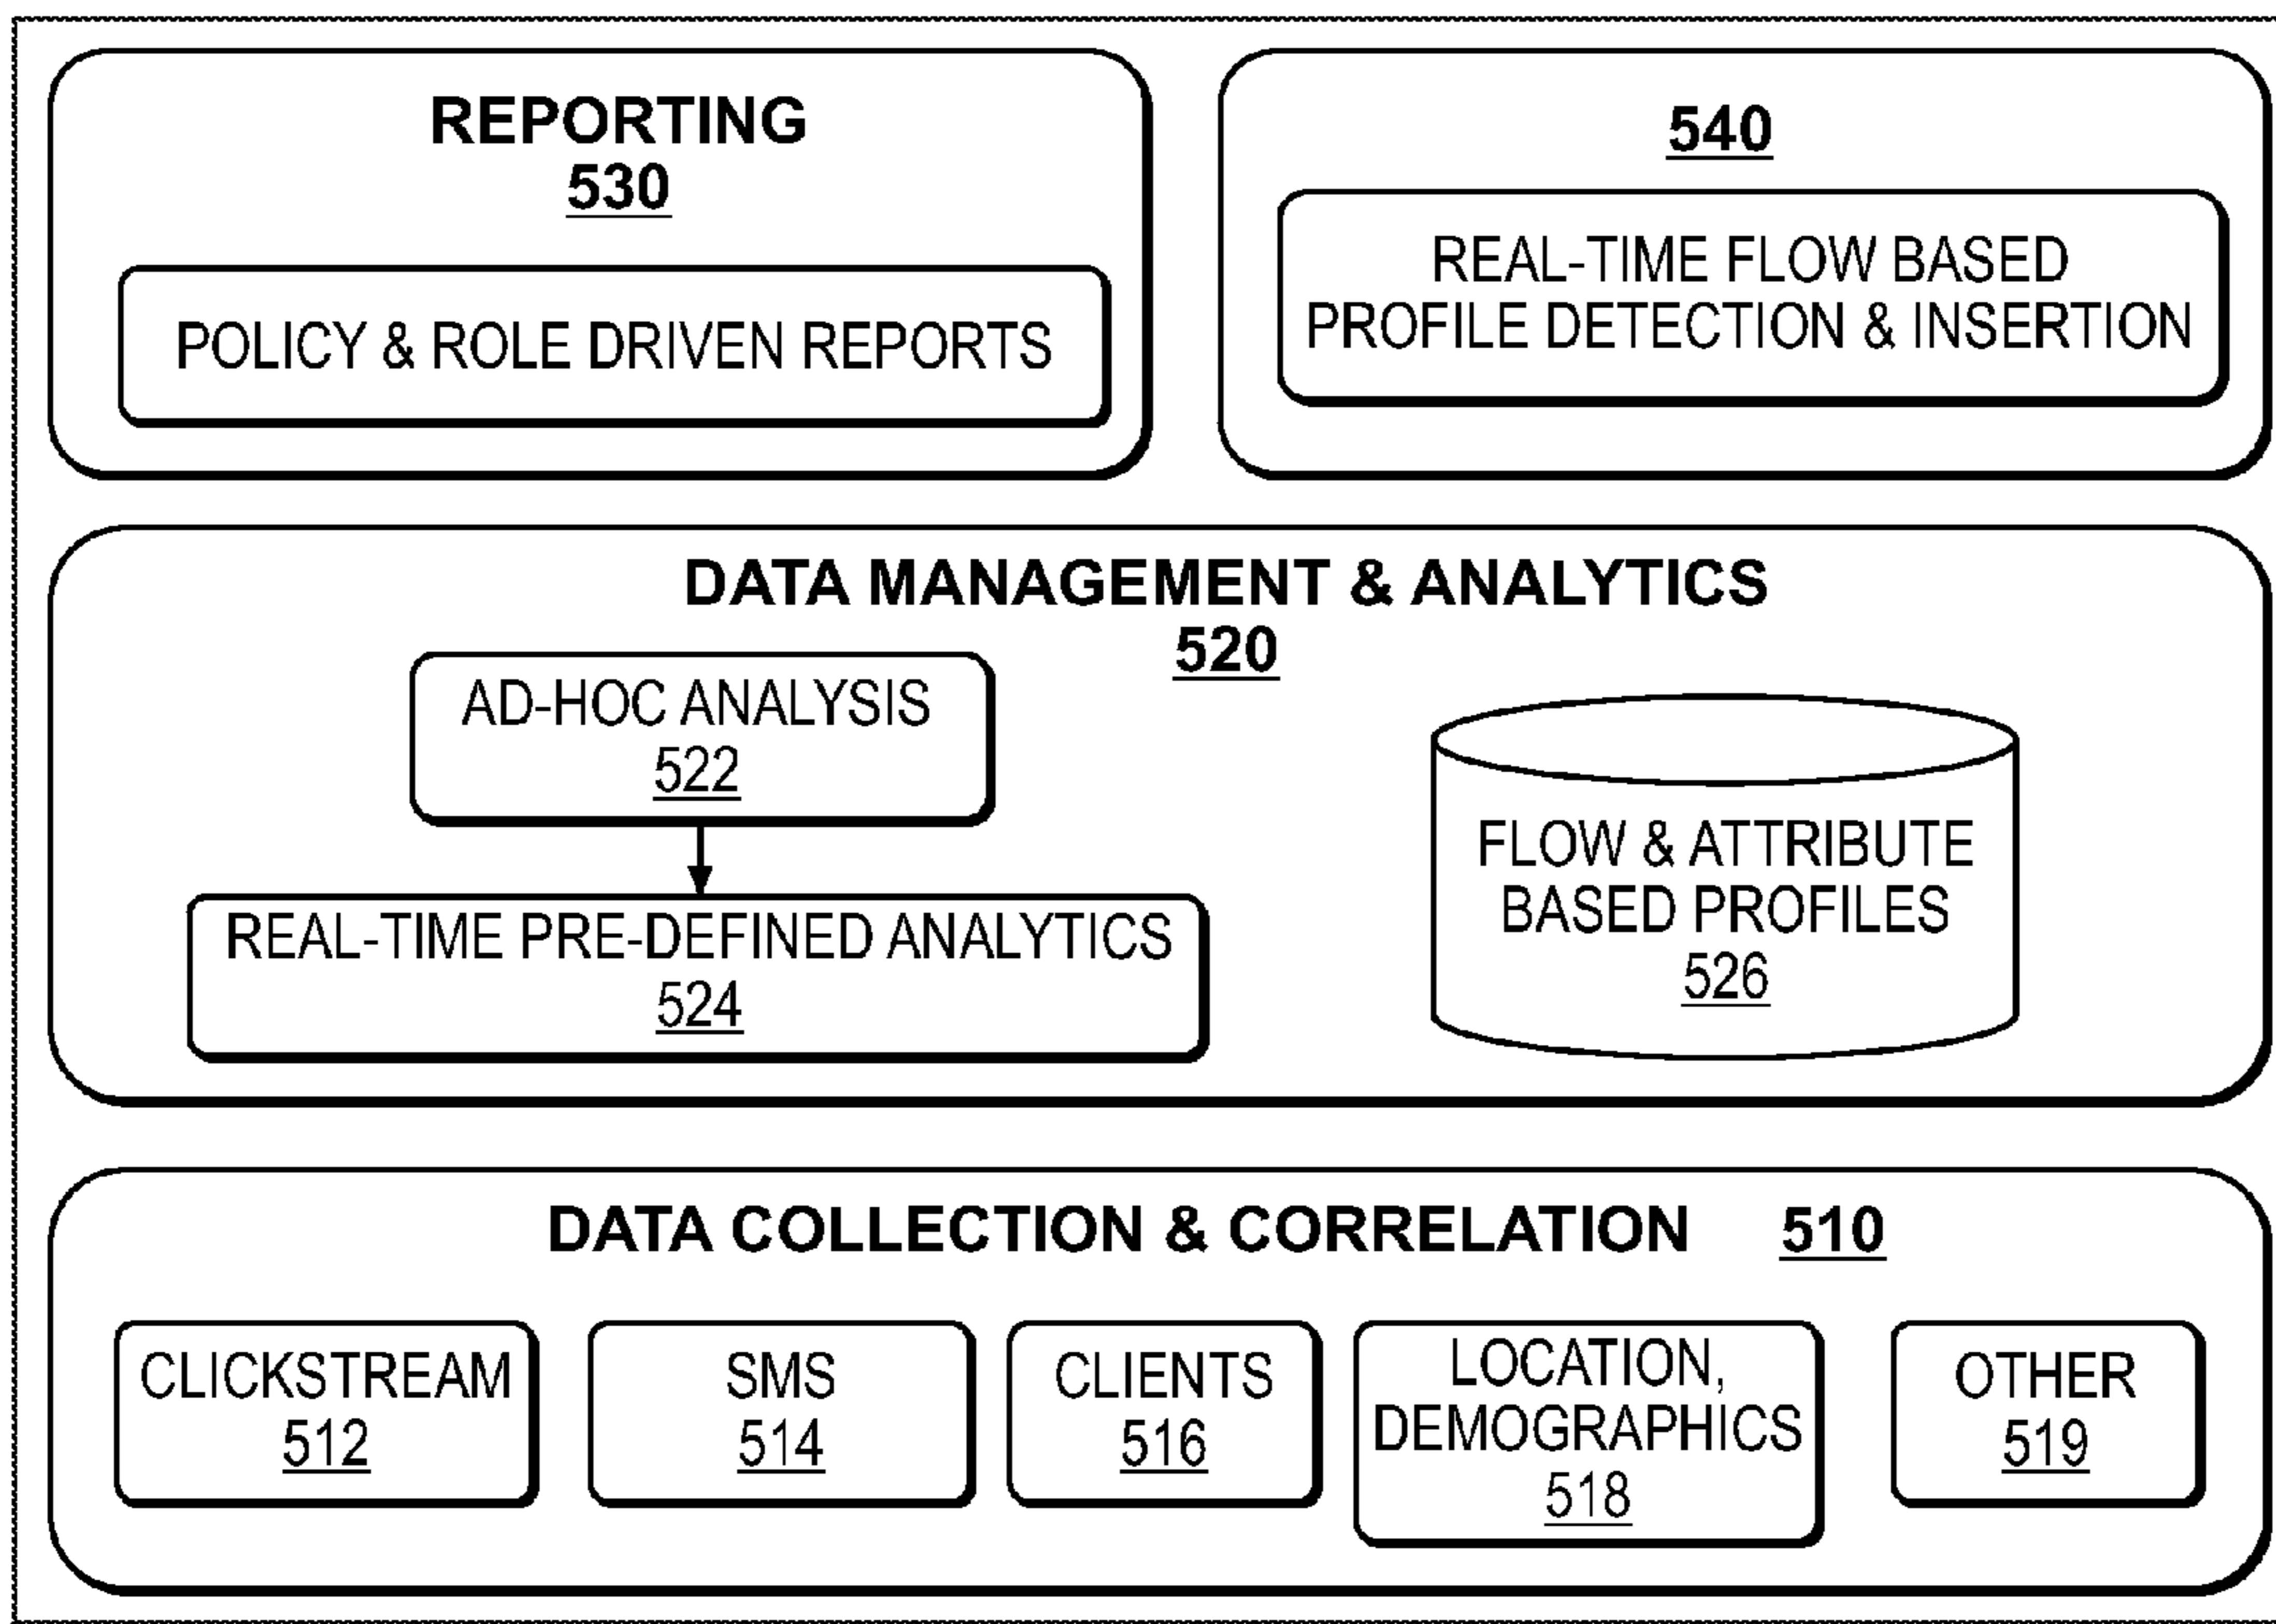 REPORTING
530
POLICY & ROLE DRIVEN REPORTS
540
REAL-TIME FLOW BASED
PROFILE DETECTION & INSERTION
DATA MANAGEMENT & ANALYTICS
520
AD-HOC ANALYSIS
522
REAL-TIME PRE-DEFINED ANALYTICS
524
FLOW & ATTRIBUTE
BASED PROFILES
526
DATA COLLECTION & CORRELATION 510
CLICKSTREAM
512
SMS
514
CLIENTS
516
LOCATION,
DEMOGRAPHICS
518
OTHER
519